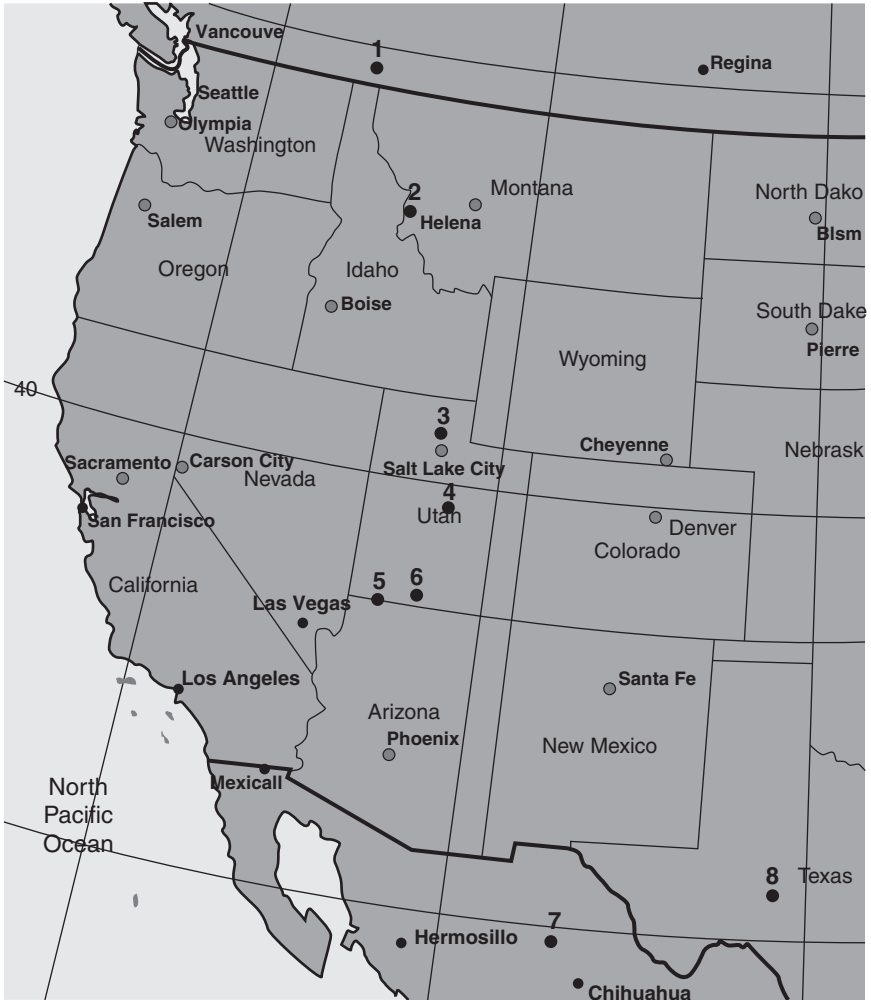 Vancouver
1
Regina
Seattle
Olympia
Washington
2
Montana
North Dako
Salem
Helena
Blsm
Oregon
Idaho
Boise
South Dake
Pierre
Wyoming
40
3
Cheyenne
Nebrask
Sacramento
Carson City
Salt Lake City
Nevada
4
San Francisco
Utah
Denver
Colorado
California
5
6
Las Vegas
Los Angeles
Santa Fe
Arizona
Phoenix
New Mexico
Mexicall
North
Pacific
Ocean
8
Texas
7
Hermosillo
Chihuahua